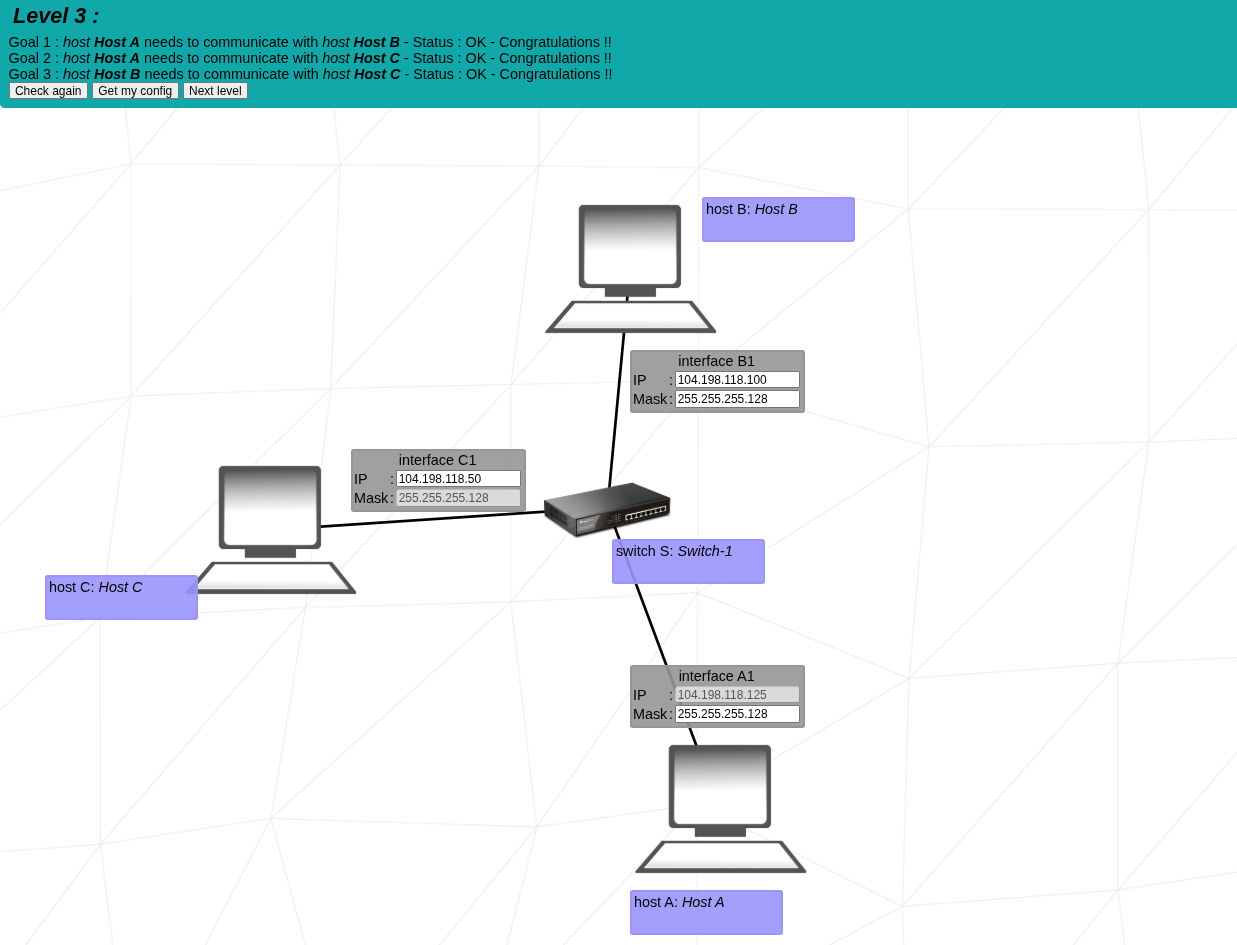 Level 3 :
Goal 1 : host Host A needs to communicate with host Host B - Status : OK - Congratulations !!
Goal 2 : host Host A needs to communicate with host Host C - Status : OK - Congratulations !!
Goal 3 : host Host B needs to communicate with host Host C - Status : OK - Congratulations !!
Check again Get my config Next level
host B: Host B
interface B1
IP : 104.198.118.100
Mask : 255.255.255.128
interface C1
IP : 104.198.118.50
Mask : 255.255.255.128
switch S: Switch-1
host C: Host C
interface A1
IP : 104.198.118.125
Mask : 255.255.255.128
host A: Host A